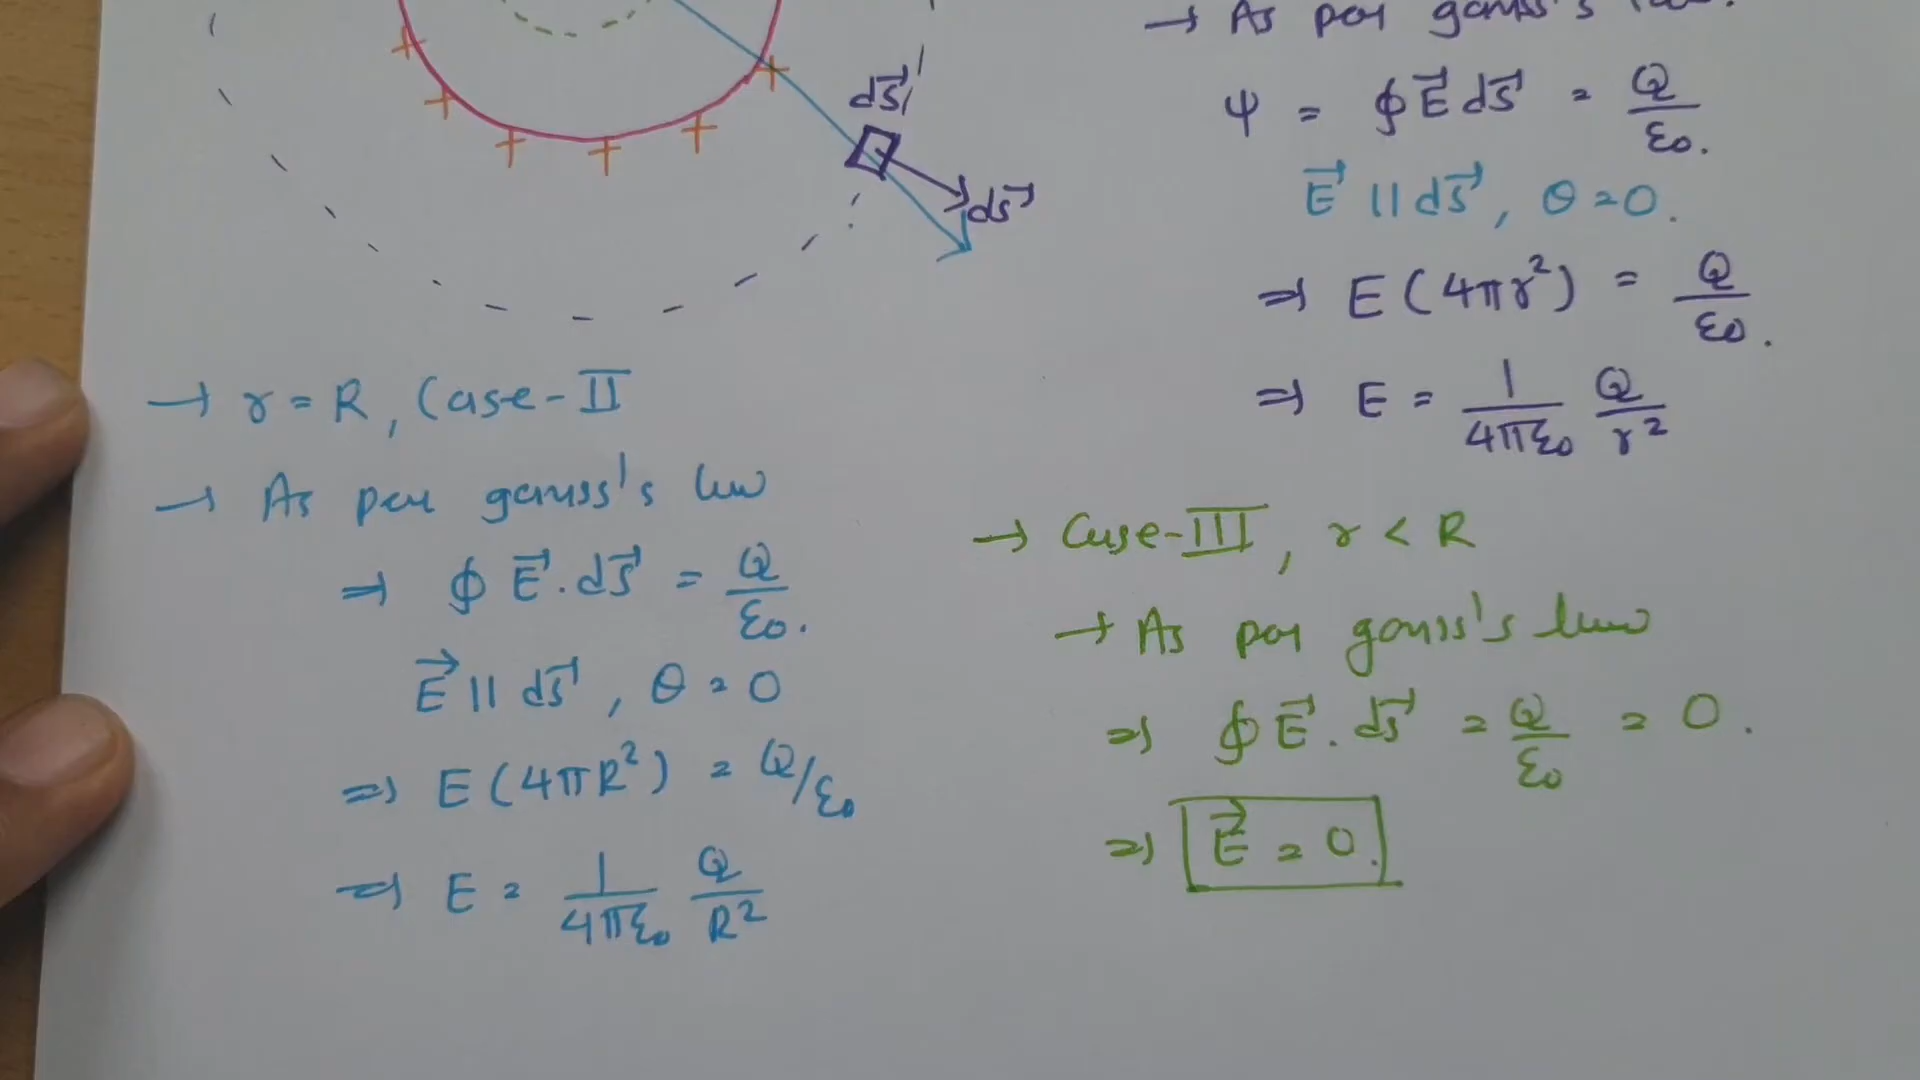 → As per gauss's law.
ψ = ∮E⃗ dS⃗ = Q/ε0.
E⃗ || dS⃗, θ = 0.
⇒ E(4πr²) = Q/ε0.
⇒ E = 1/4πε0 Q/r²
dS⃗
dS⃗
→ r = R, Case-II
→ As per gauss's law
⇒ ∮ E⃗ . dS⃗ = Q/ε0.
E⃗ || dS⃗, θ = 0
⇒ E(4πR²) = Q/ε0
⇒ E = 1/4πε0 Q/R²
→ Case-III, r < R
→ As per gauss's law
⇒ ∮E⃗ . dS⃗ = Q/ε0 = 0.
⇒ E⃗ = 0.